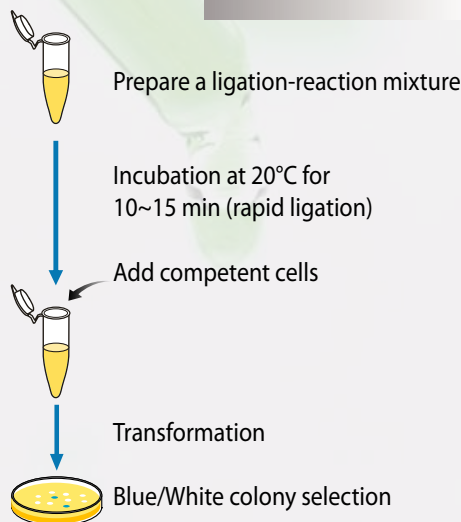 Prepare a ligation-reaction mixture
Incubation at 20°C for
10~15 min (rapid ligation)
Add competent cells
Transformation
Blue/White colony selection